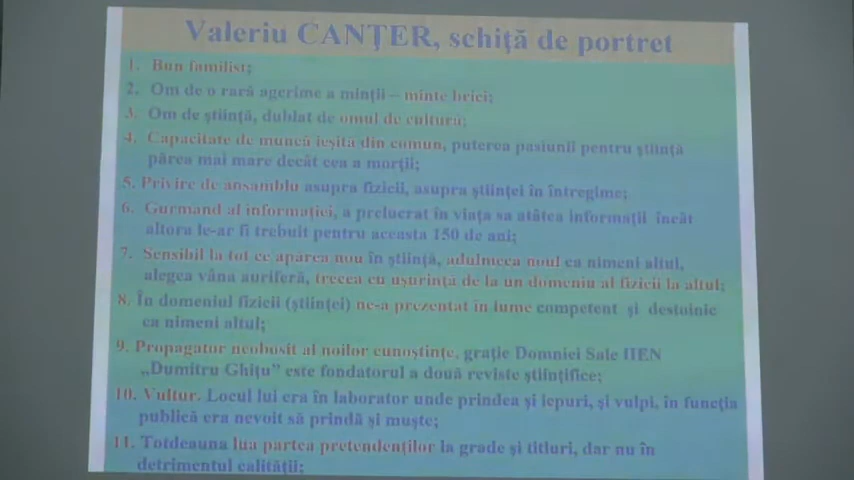 Valeriu CANŢER, schiţă de portret
1. Bun familist;
2. Om de o rară agerime a minţii – minte brici;
3. Om de ştiinţă, dublat de omul de cultură;
4. Capacitate de muncă ieşită din comun, puterea pasiunii pentru ştiinţă
părea mai mare decât cea a morţii;
5. Privire de ansamblu asupra fizicii, asupra ştiinţei în întregime;
6. Gurmand al informaţiei, a prelucrat în viaţa sa atâtea informaţii încât
altora le-ar fi trebuit pentru aceasta 150 de ani;
7. Sensibil la tot ce apărea nou în ştiinţă, adulmeca noul ca nimeni altul,
alegea vâna auriferă, trecea cu uşurinţă de la un domeniu al fizicii la altul;
8. În domeniul fizicii (ştiinţei) ne-a prezentat în lume competent şi destoinic
ca nimeni altul;
9. Propagator neobosit al noilor cunoştinţe, graţie Domniei Sale IIEN
„Dumitru Ghiţu” este fondatorul a două reviste ştiinţifice;
10. Vultur. Locul lui era în laborator unde prindea şi iepuri, şi vulpi, în funcţia
publică era nevoit să prindă şi muşte;
11. Totdeauna lua partea pretendenţilor la grade şi titluri, dar nu în
detrimentul calităţii;